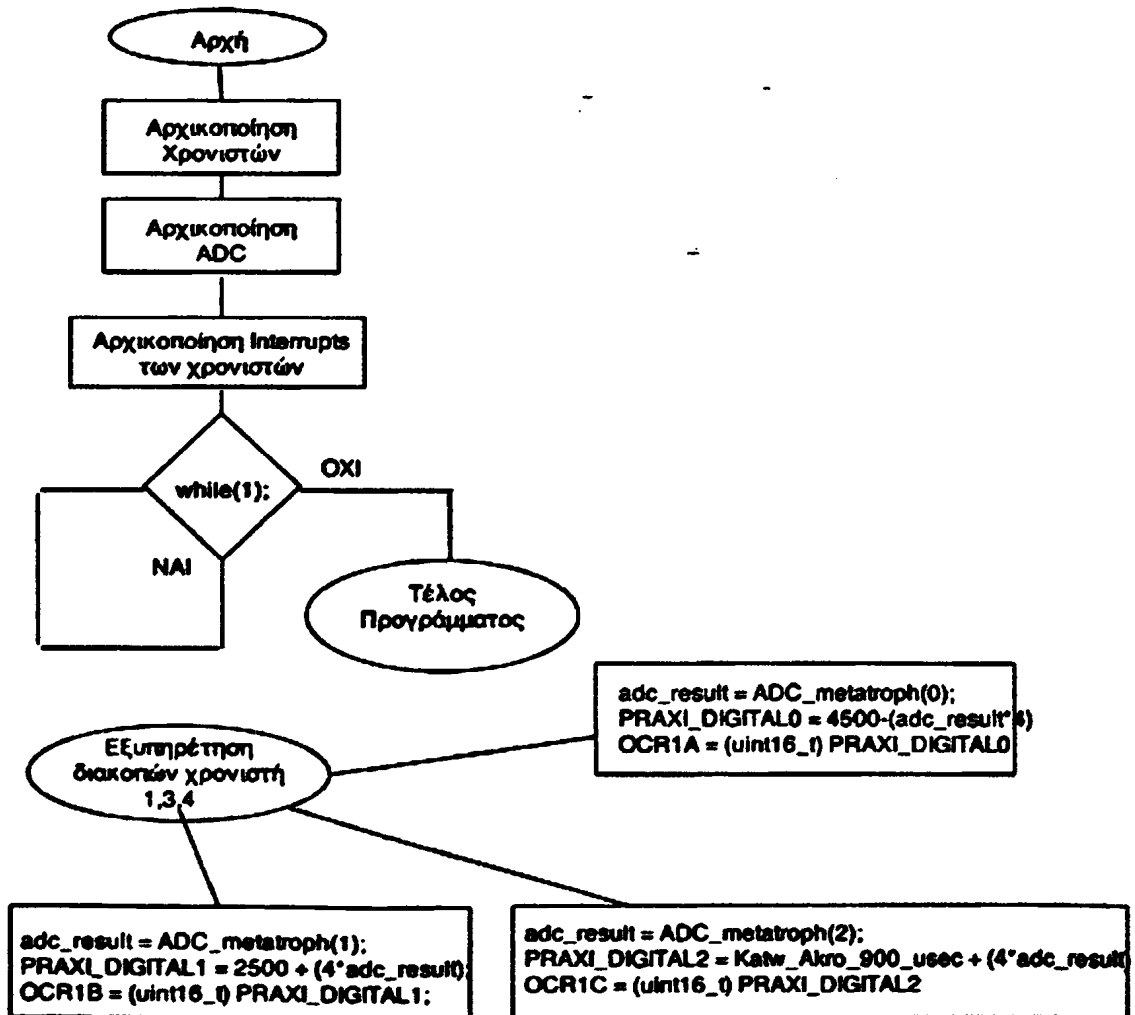 Αρχή
Αρχικοποίηση
Χρονιστών
Αρχικοποίηση
ADC
Αρχικοποίηση Interrupts
των χρονιστών
while(1);
ΟΧΙ
ΝΑΙ
Τέλος
Προγράμματος
adc_result = ADC_metatroph(0);
PRAXI_DIGITAL0 = 4500-(adc_result*4)
OCR1A = (uint16_t) PRAXI_DIGITAL0
Εξυπηρέτηση
διακοπών χρονιστή
1,3,4
adc_result = ADC_metatroph(1);
PRAXI_DIGITAL1 = 2500 + (4*adc_result);
OCR1B = (uint16_t) PRAXI_DIGITAL1;
adc_result = ADC_metatroph(2);
PRAXI_DIGITAL2 = Katw_Akro_900_usec + (4*adc_result)
OCR1C = (uint16_t) PRAXI_DIGITAL2